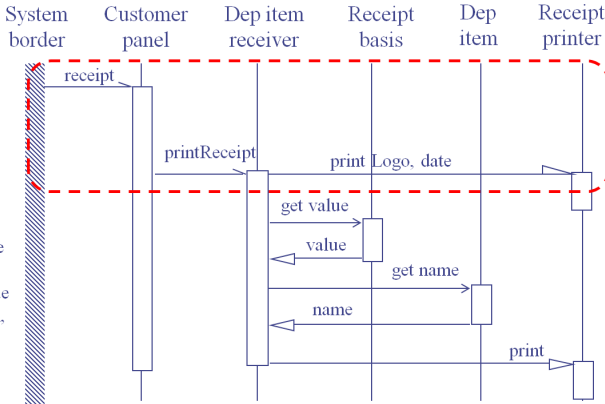 System border
Customer panel
Dep item receiver
Receipt basis
Dep item
Receipt printer
receipt
printReceipt
print Logo, date
get value
value
get name
name
print
e
e
,